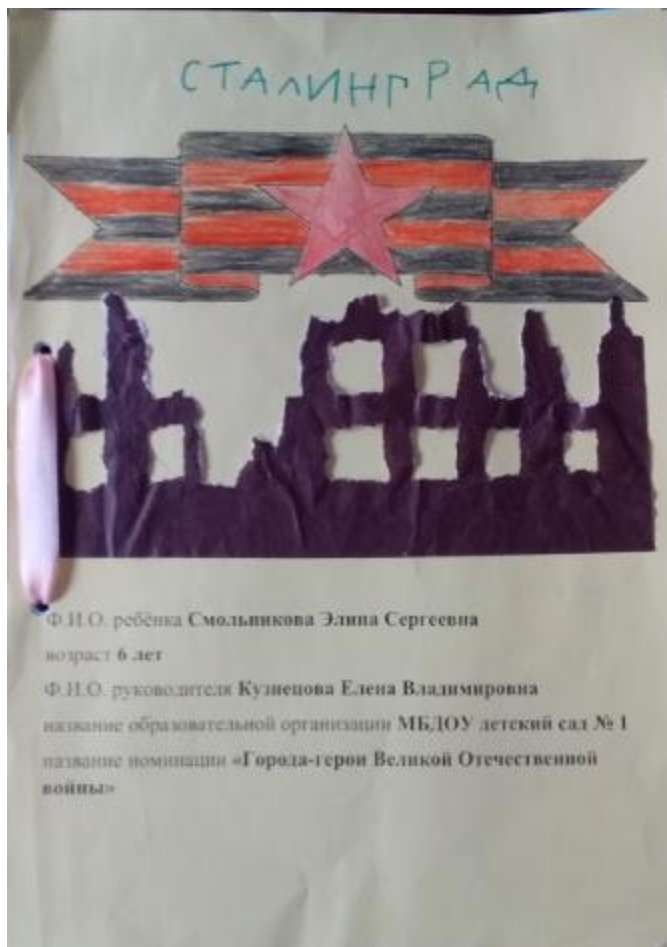 СТАЛИНГРАД
Ф.И.О. ребёнка Смольникова Элина Сергеевна
возраст 6 лет
Ф.И.О. руководителя Кузнецова Елена Владимировна
название образовательной организации МБДОУ детский сад № 1
название номинации «Города-герои Великой Отечественной
войны»